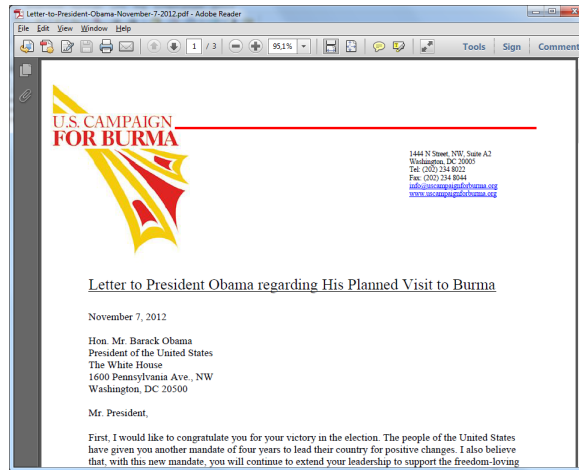 Letter-to-President-Obama-November-7-2012.pdf - Adobe Reader
File Edit View Window Help
1 / 3 95,1% Tools Sign Comment
U.S. CAMPAIGN
FOR BURMA
1444 N Street, NW, Suite A2
Washington, DC 20005
Tel: (202) 234 8022
Fax: (202) 234 8044
info@uscampaignforburma.org
www.uscampaignforburma.org
Letter to President Obama regarding His Planned Visit to Burma
November 7, 2012
Hon. Mr. Barack Obama
President of the United States
The White House
1600 Pennsylvania Ave., NW
Washington, DC 20500
Mr. President,
First, I would like to congratulate you for your victory in the election. The people of the United States
have given you another mandate of four years to lead their country for positive changes. I also believe
that, with this new mandate, you will continue to extend your leadership to support the freedom-loving